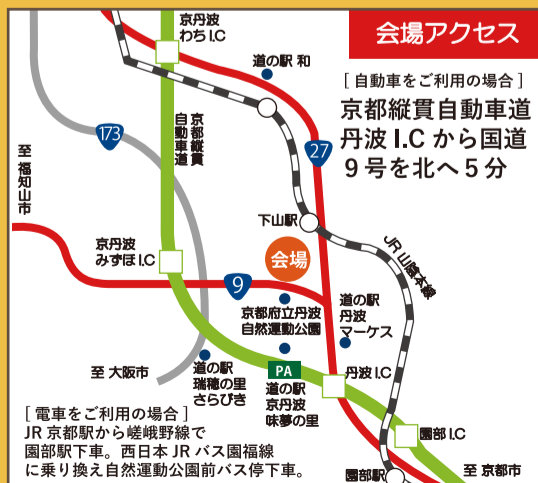 会場アクセス
[ 自動車をご利用の場合 ]
京都縦貫自動車道
丹波 I.C から国道
9 号を北へ 5 分
京丹波
わち I.C
道の駅 和
173
京都縦貫
自動車道
27
至 福知山市
下山駅
JR 山陰本線
京丹波
みずほ I.C
会場
9
京都府立丹波
自然運動公園
道の駅
丹波
マーケス
至 大阪市
道の駅
瑞穂の里
さらびき
PA
道の駅
京丹波
味夢の里
丹波 I.C
園部 I.C
園部駅
至 京都市
[ 電車をご利用の場合 ]
JR 京都駅から嵯峨野線で
園部駅下車。西日本 JR バス園福線
に乗り換え自然運動公園前バス停下車。